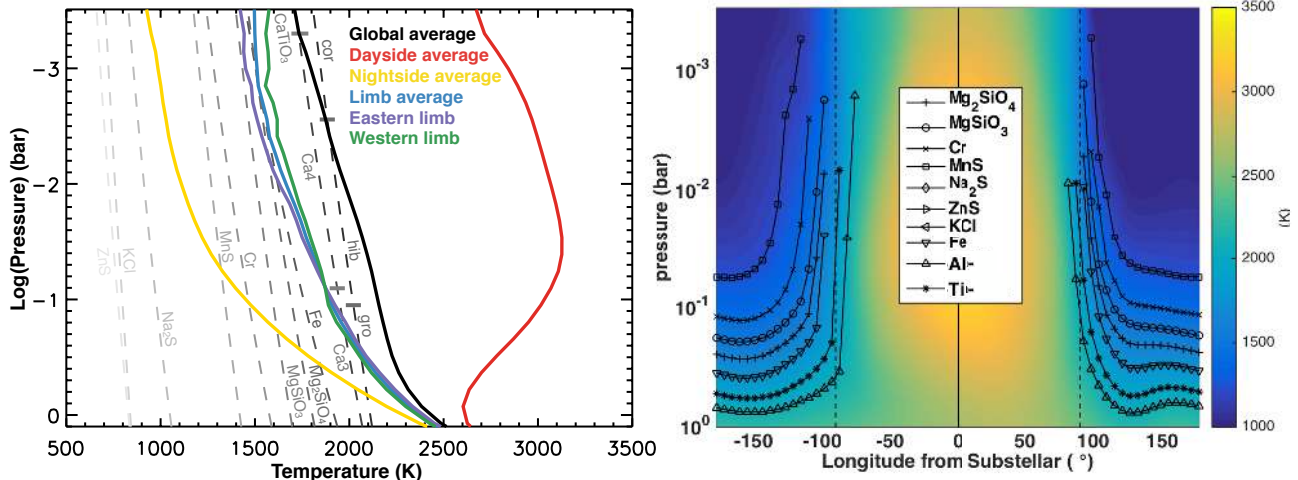 Global average
Dayside average
Nightside average
Limb average
Eastern limb
Western limb
CaTiO₃
cor
Ca4
hib
gro
Ca3
Fe
Mg₂SiO₄
MgSiO₃
Cr
MnS
Na₂S
KCl
ZnS
-3
-2
-1
0
Log(Pressure) (bar)
500 1000 1500 2000 2500 3000 3500
Temperature (K)
Mg₂SiO₄
MgSiO₃
Cr
MnS
Na₂S
ZnS
KCl
Fe
Al-
Ti-
10⁻³
10⁻²
10⁻¹
10⁰
pressure (bar)
-150 -100 -50 0 50 100 150
Longitude from Substellar ( °)
3500
3000
2500
2000
1500
1000
(K)